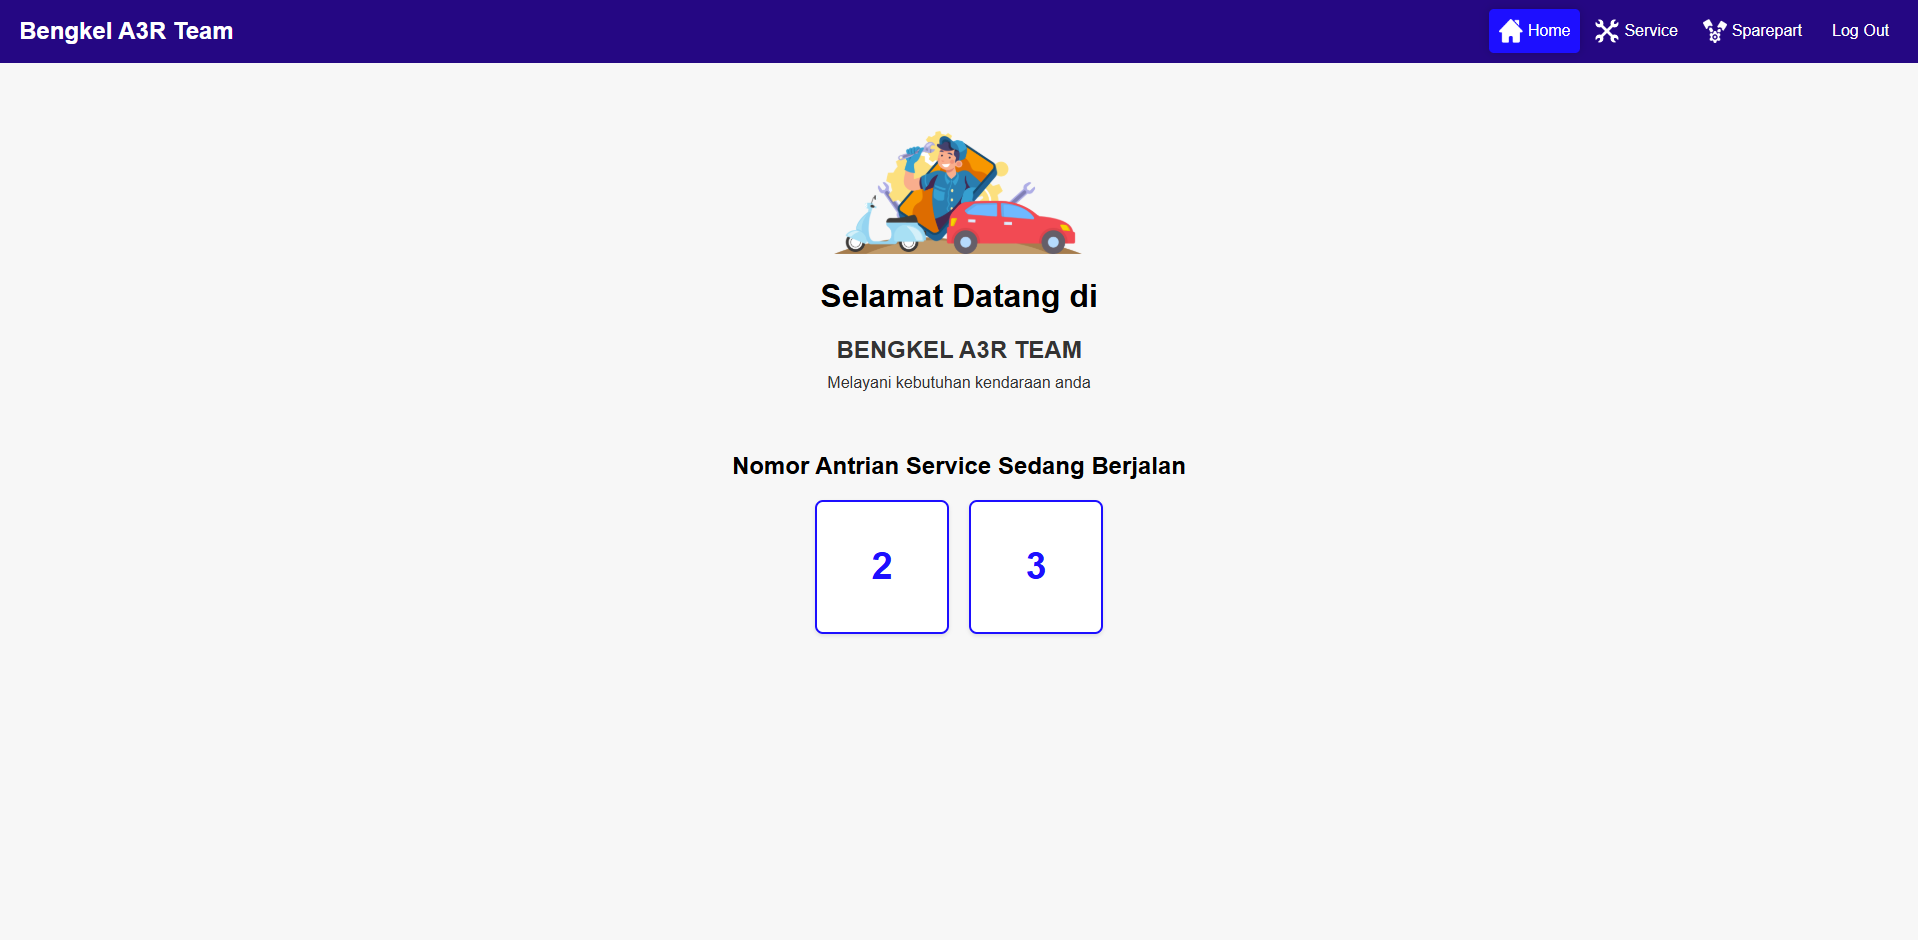 Bengkel A3R Team
Home
Service
Sparepart
Log Out
Selamat Datang di
BENGKEL A3R TEAM
Melayani kebutuhan kendaraan anda
Nomor Antrian Service Sedang Berjalan
2
3